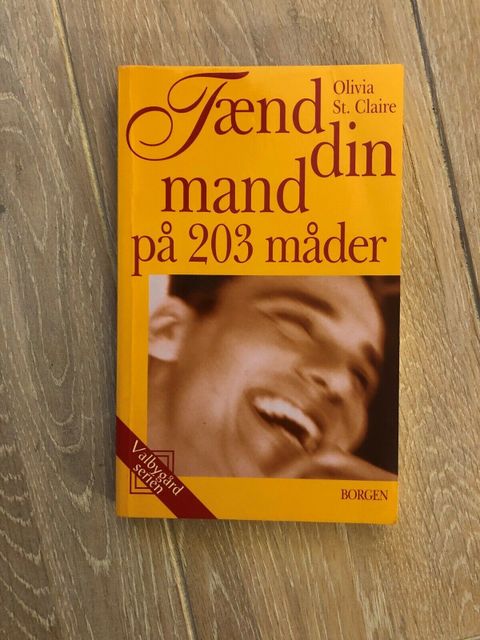 Olivia
St. Claire
Tænd
din
mand
på 203 måder
Valbygård
serien
BORGEN